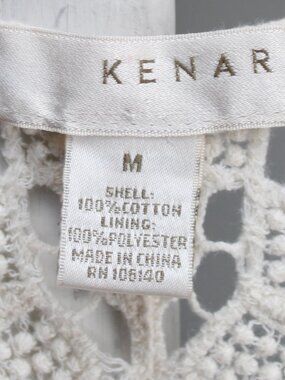 KENAR
M
SHELL:
100%COTTON
LINING:
100%POLYESTER
MADE IN CHINA
RN 106140